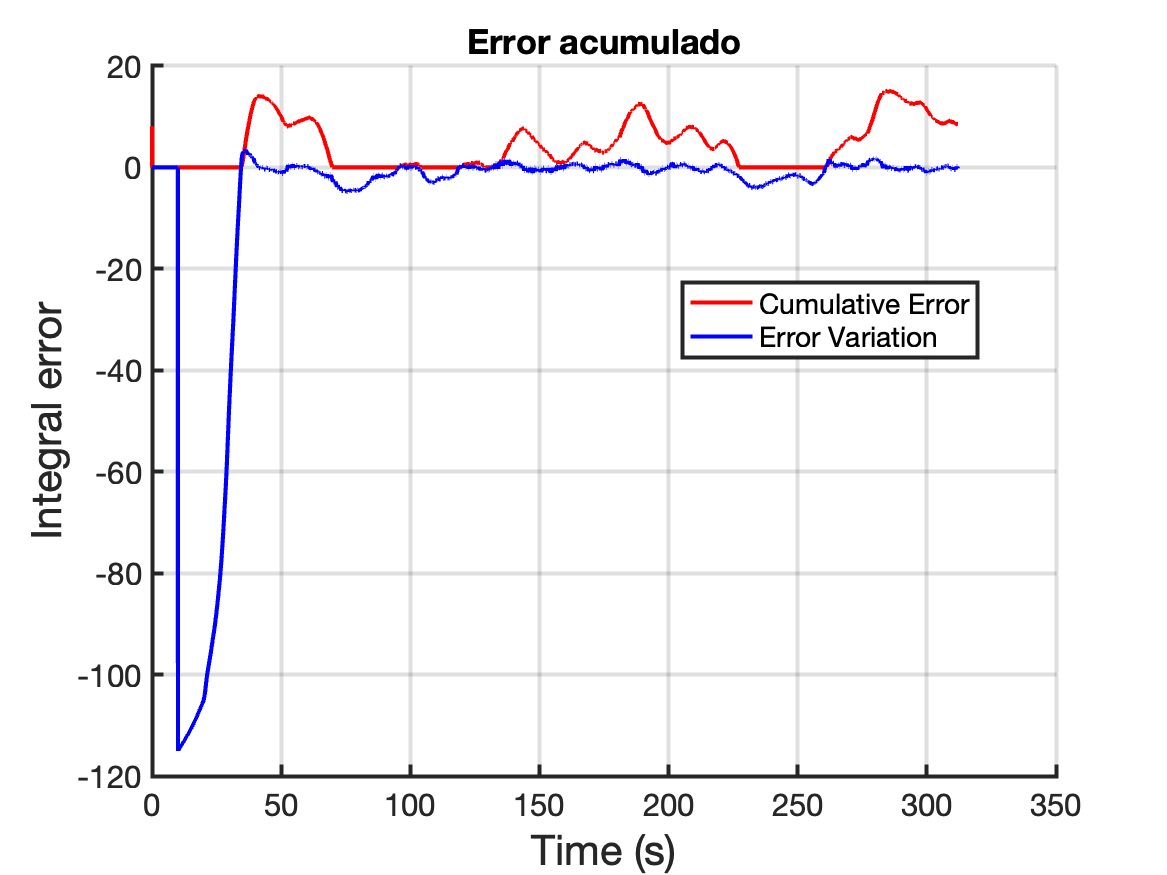 Error acumulado
20
0
-20
-40
-60
-80
-100
-120
Integral error
Cumulative Error
Error Variation
0 50 100 150 200 250 300 350
Time (s)